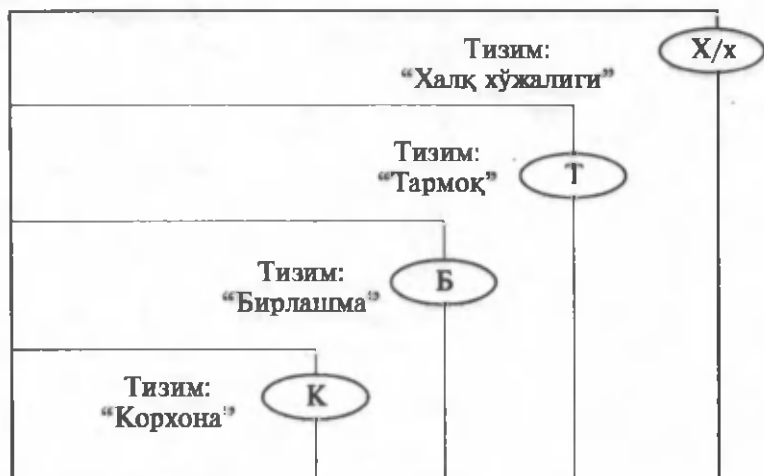 Тизим:
“Халқ хўжалиги”
Х/х
Тизим:
“Тармоқ”
Т
Тизим:
“Бирлашма”
Б
Тизим:
“Корхона”
К